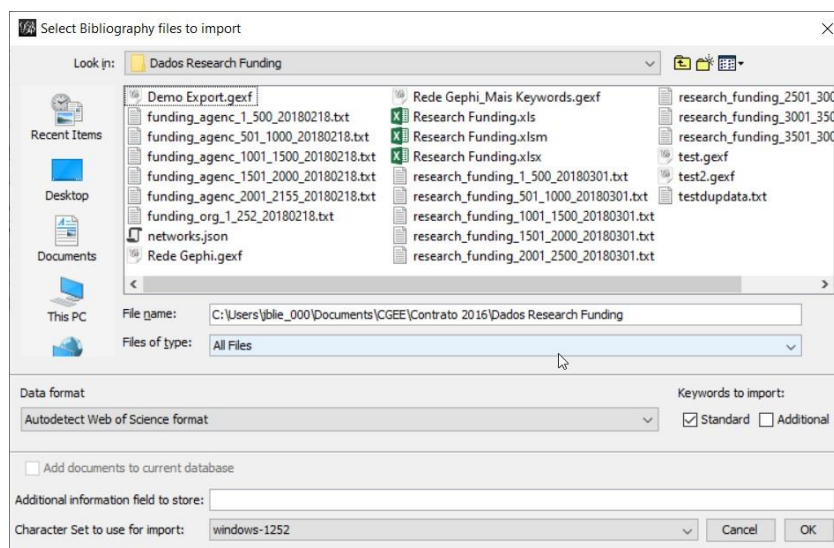 Select Bibliography files to import
Look in: Dados Research Funding
Recent Items
Desktop
Documents
This PC
Demo Export.gexf
funding_agenc_1_500_20180218.txt
funding_agenc_501_1000_20180218.txt
funding_agenc_1001_1500_20180218.txt
funding_agenc_1501_2000_20180218.txt
funding_agenc_2001_2155_20180218.txt
funding_org_1_252_20180218.txt
networks.json
Rede Gephi.gexf
Rede Gephi_Mais Keywords.gexf
Research Funding.xls
Research Funding.xlsm
Research Funding.xlsx
research_funding_1_500_20180301.txt
research_funding_501_1000_20180301.txt
research_funding_1001_1500_20180301.txt
research_funding_1501_2000_20180301.txt
research_funding_2001_2500_20180301.txt
research_funding_2501_300
research_funding_3001_350
research_funding_3501_300
test.gexf
test2.gexf
testdupdata.txt
File name: C:\Users\jblie_000\Documents\CGEE\Contrato 2016\Dados Research Funding
Files of type: All Files
Data format
Keywords to import:
Autodetect Web of Science format
Standard Additional
Add documents to current database
Additional information field to store:
Character Set to use for import: windows-1252
Cancel OK